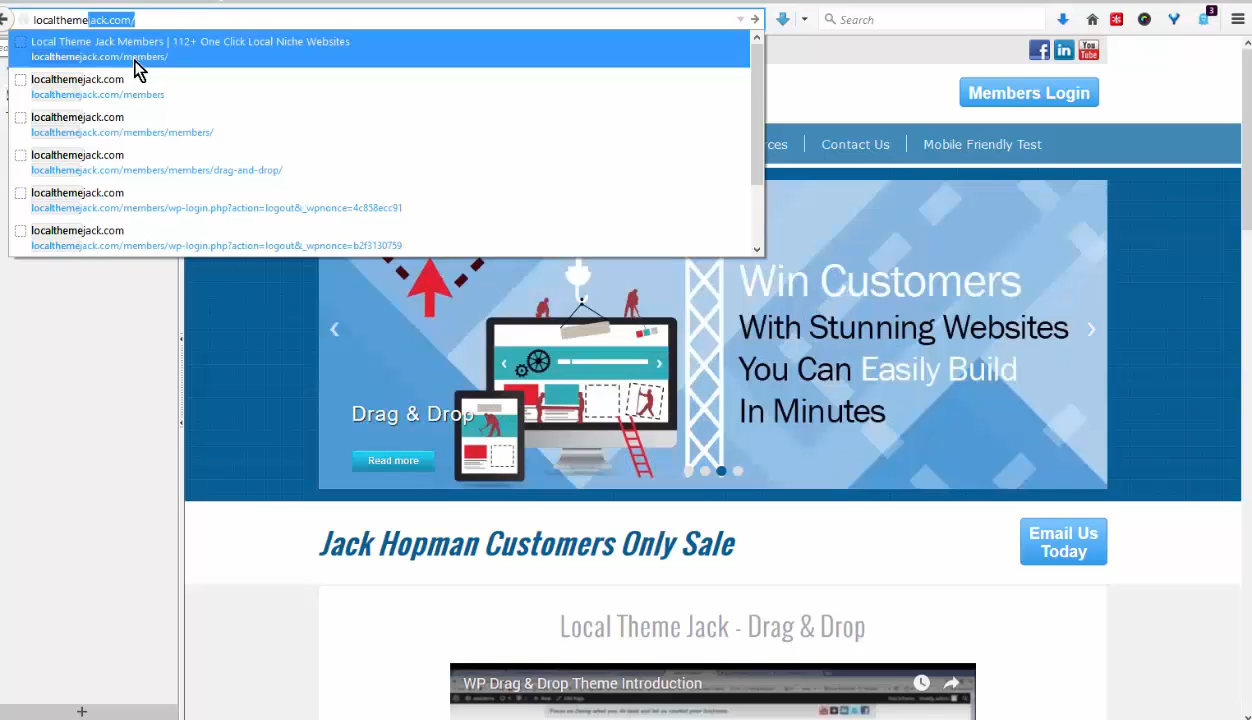 localthemejack.com/
Search
3
Local Theme Jack Members | 112+ One Click Local Niche Websites
localthemejack.com/members/
localthemejack.com
localthemejack.com/members
localthemejack.com
localthemejack.com/members/members/
localthemejack.com
localthemejack.com/members/members/drag-and-drop/
localthemejack.com
localthemejack.com/members/wp-login.php?action=logout&_wpnonce=4c858ecc91
localthemejack.com
localthemejack.com/members/wp-login.php?action=logout&_wpnonce=b2f3130759
f in You Tube
Members Login
rces Contact Us Mobile Friendly Test
Win Customers
With Stunning Websites
You Can Easily Build
In Minutes
Drag & Drop
Read more
Jack Hopman Customers Only Sale
Email Us
Today
Local Theme Jack - Drag & Drop
WP Drag & Drop Theme Introduction